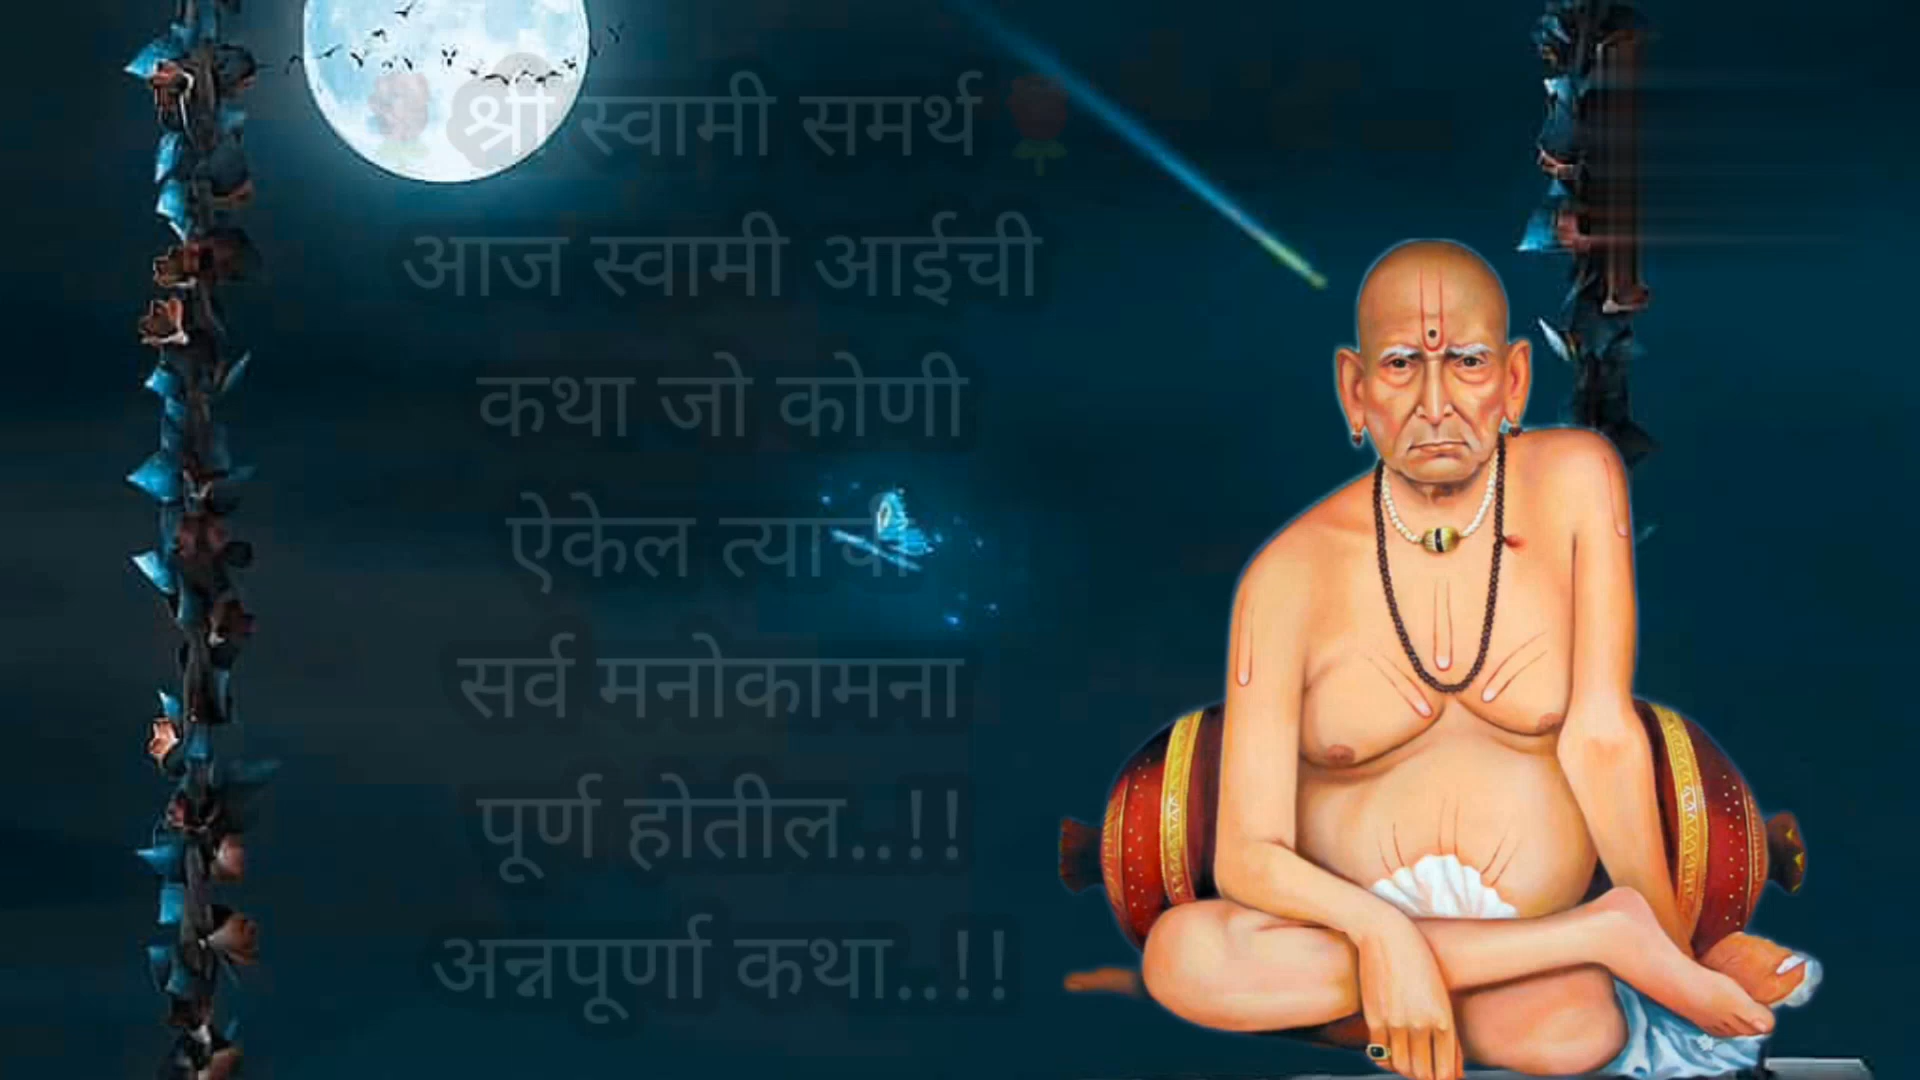 🌹 श्री स्वामी समर्थ 🌹
आज स्वामी आईची
कथा जो कोणी
ऐकेल त्याची
सर्व मनोकामना
पूर्ण होतील..!!
अन्नपूर्णा कथा..!!